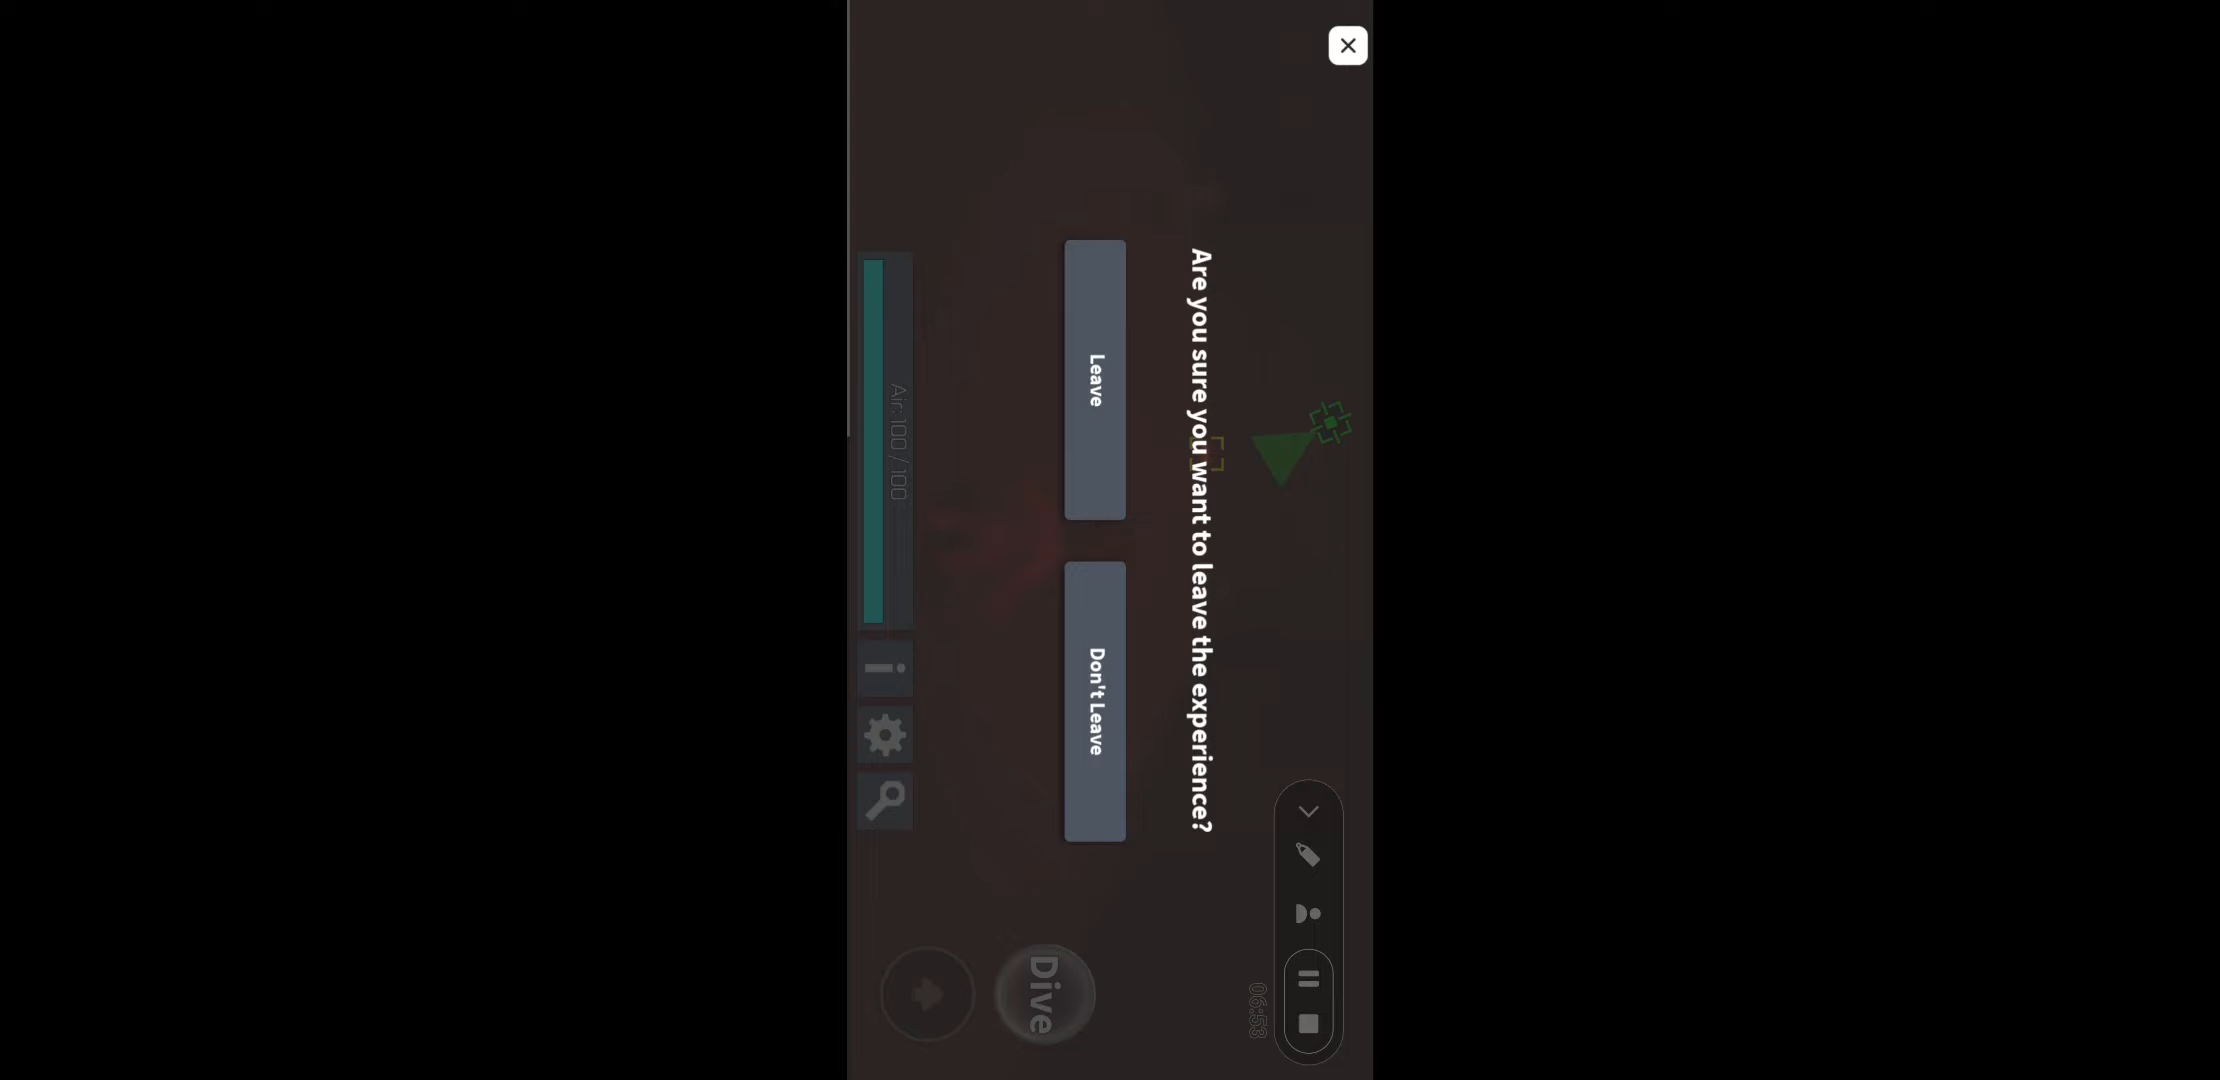 Are you sure you want to leave the experience?
Leave
Don't Leave
Air: 100 / 100
Dive
06:53